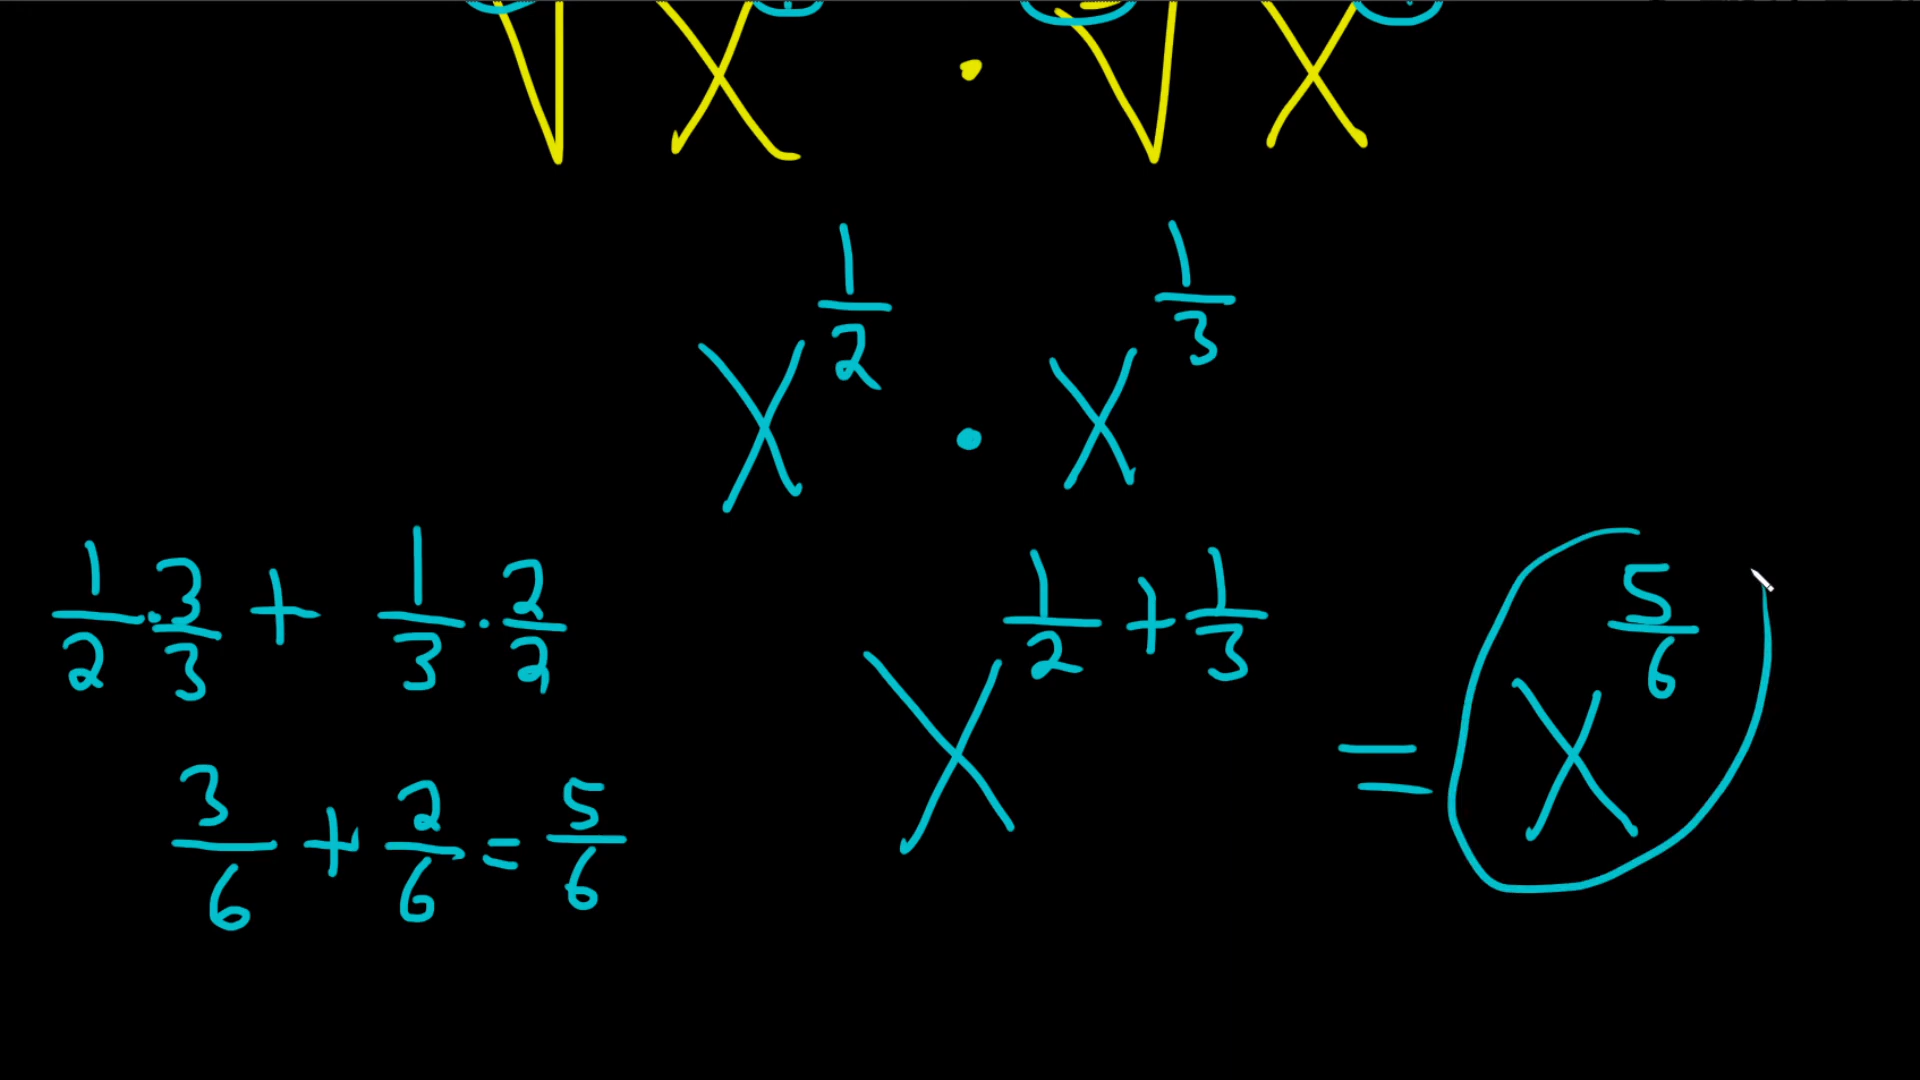 √x · √x
x^(1/2) · x^(1/3)
1/2 · 3/3 + 1/3 · 2/2
x^(1/2 + 1/3) = x^(5/6)
3/6 + 2/6 = 5/6